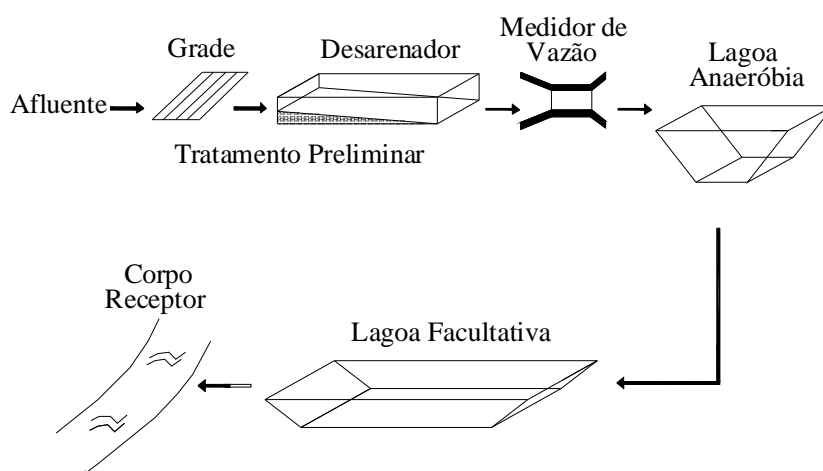 Afluente
Grade
Desarenador
Tratamento Preliminar
Medidor de
Vazão
Lagoa
Anaeróbia
Lagoa Facultativa
Corpo
Receptor